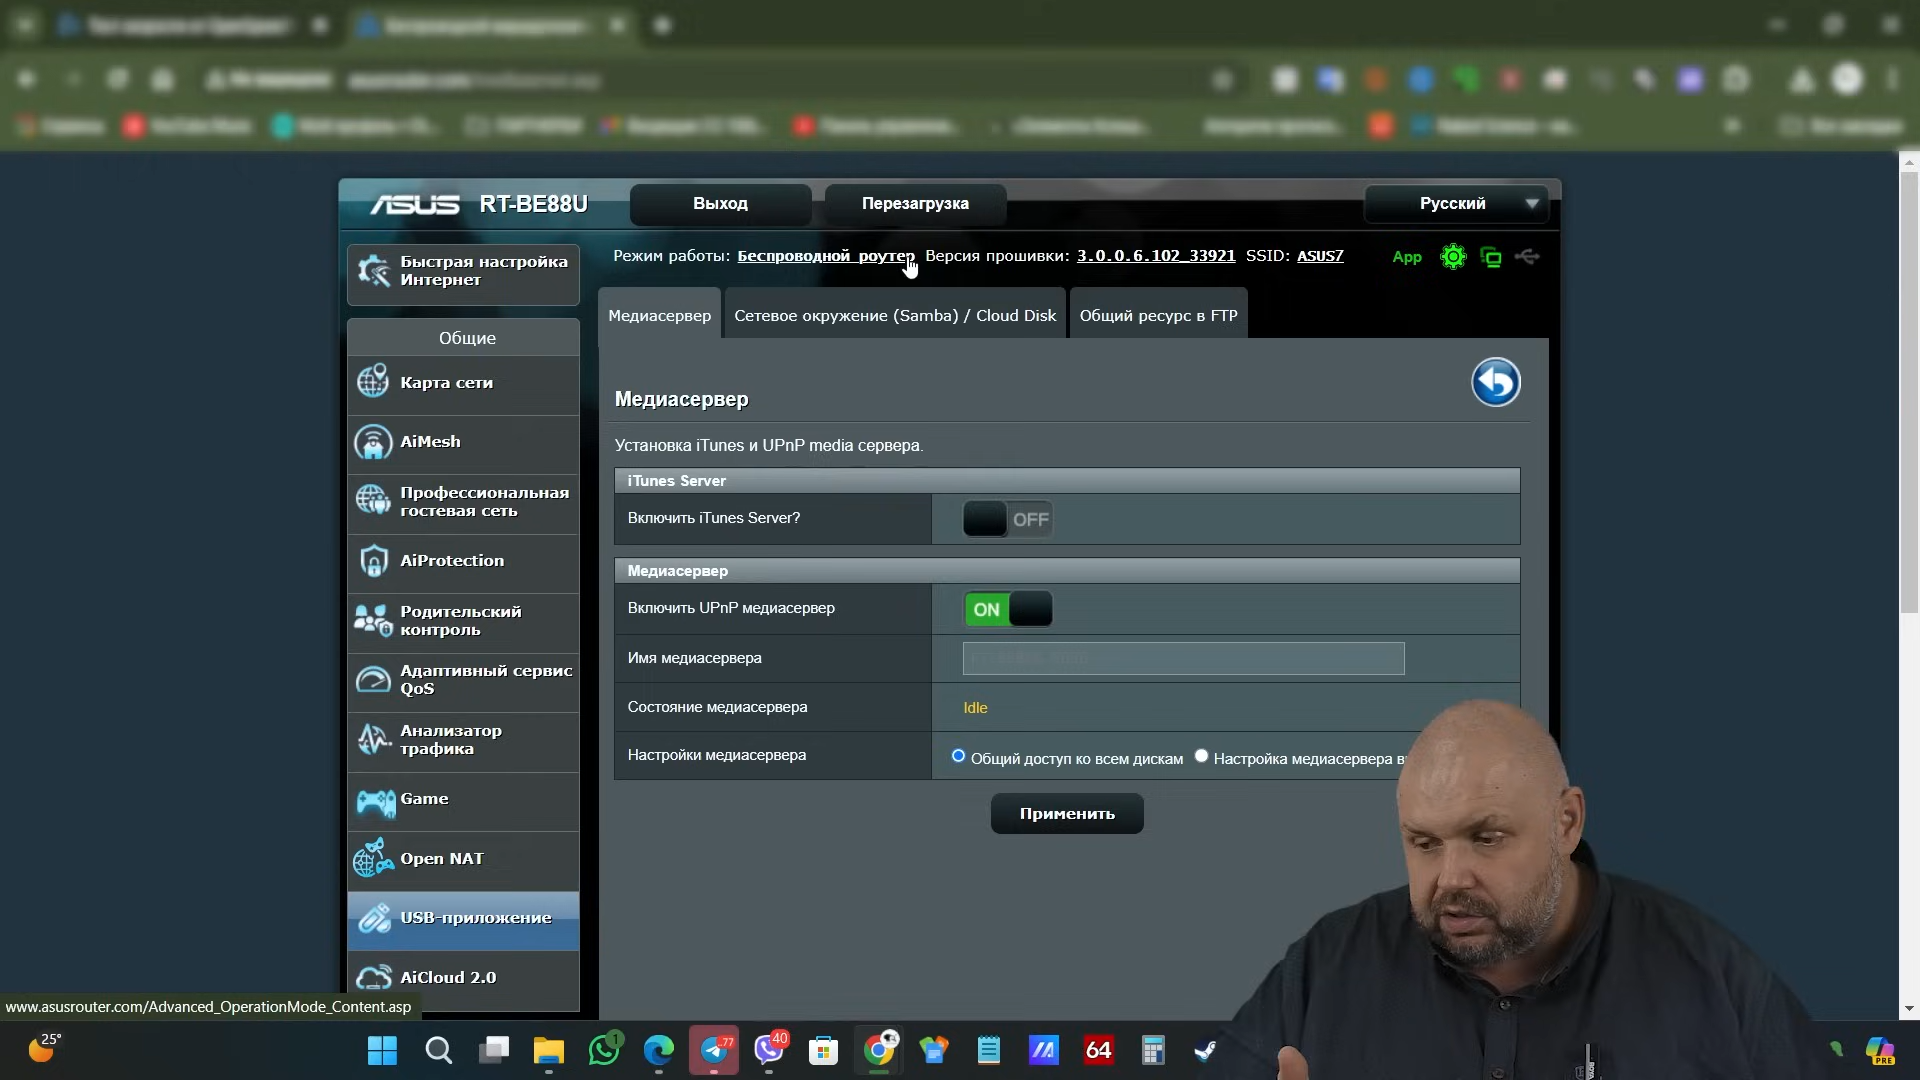 ASUS RT-BE88U
Выход
Перезагрузка
Русский
Быстрая настройка
Интернет
Режим работы: Беспроводной роутер Версия прошивки: 3.0.0.6.102_33921 SSID: ASUS7
App
Медиасервер
Сетевое окружение (Samba) / Cloud Disk
Общий ресурс в FTP
Общие
Карта сети
AiMesh
Профессиональная
гостевая сеть
AiProtection
Родительский
контроль
Адаптивный сервис
QoS
Анализатор
трафика
Game
Open NAT
USB-приложение
AiCloud 2.0
Медиасервер
Установка iTunes и UPnP media сервера.
iTunes Server
Включить iTunes Server?
OFF
Медиасервер
Включить UPnP медиасервер
ON
Имя медиасервера
Состояние медиасервера
Idle
Настройки медиасервера
Общий доступ ко всем дискам
Настройка медиасервера
Применить
www.asusrouter.com/Advanced_OperationMode_Content.asp
25°
1
77
40
64
PRE